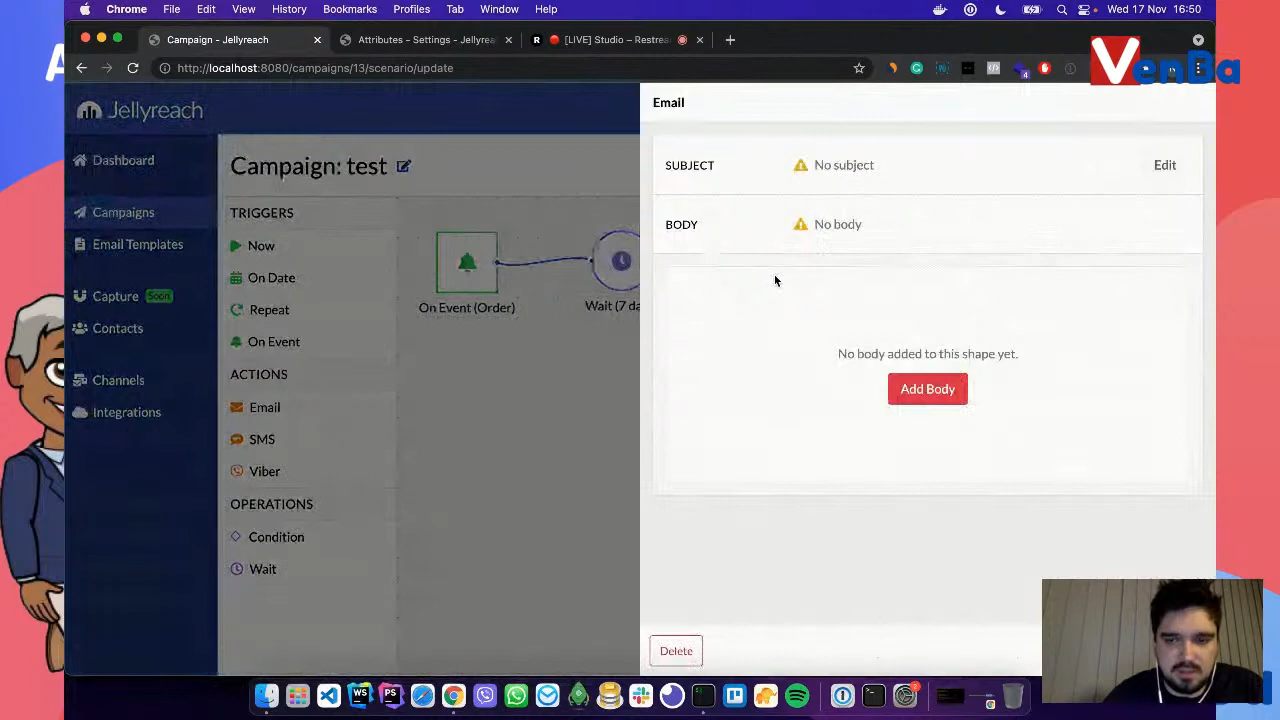 Chrome File Edit View History Bookmarks Profiles Tab Window Help Wed 17 Nov 16:50
Campaign - Jellyreach Attributes - Settings - Jellyrea [LIVE] Studio – Restrea
http://localhost:8080/campaigns/13/scenario/update
VenBa
Jellyreach
Dashboard
Campaigns
Email Templates
Capture Soon
Contacts
Channels
Integrations
Campaign: test
TRIGGERS
Now
On Date
Repeat
On Event
ACTIONS
Email
SMS
Viber
OPERATIONS
Condition
Wait
On Event (Order)
Wait (7 da
Email
SUBJECT No subject Edit
BODY No body
No body added to this shape yet.
Add Body
Delete